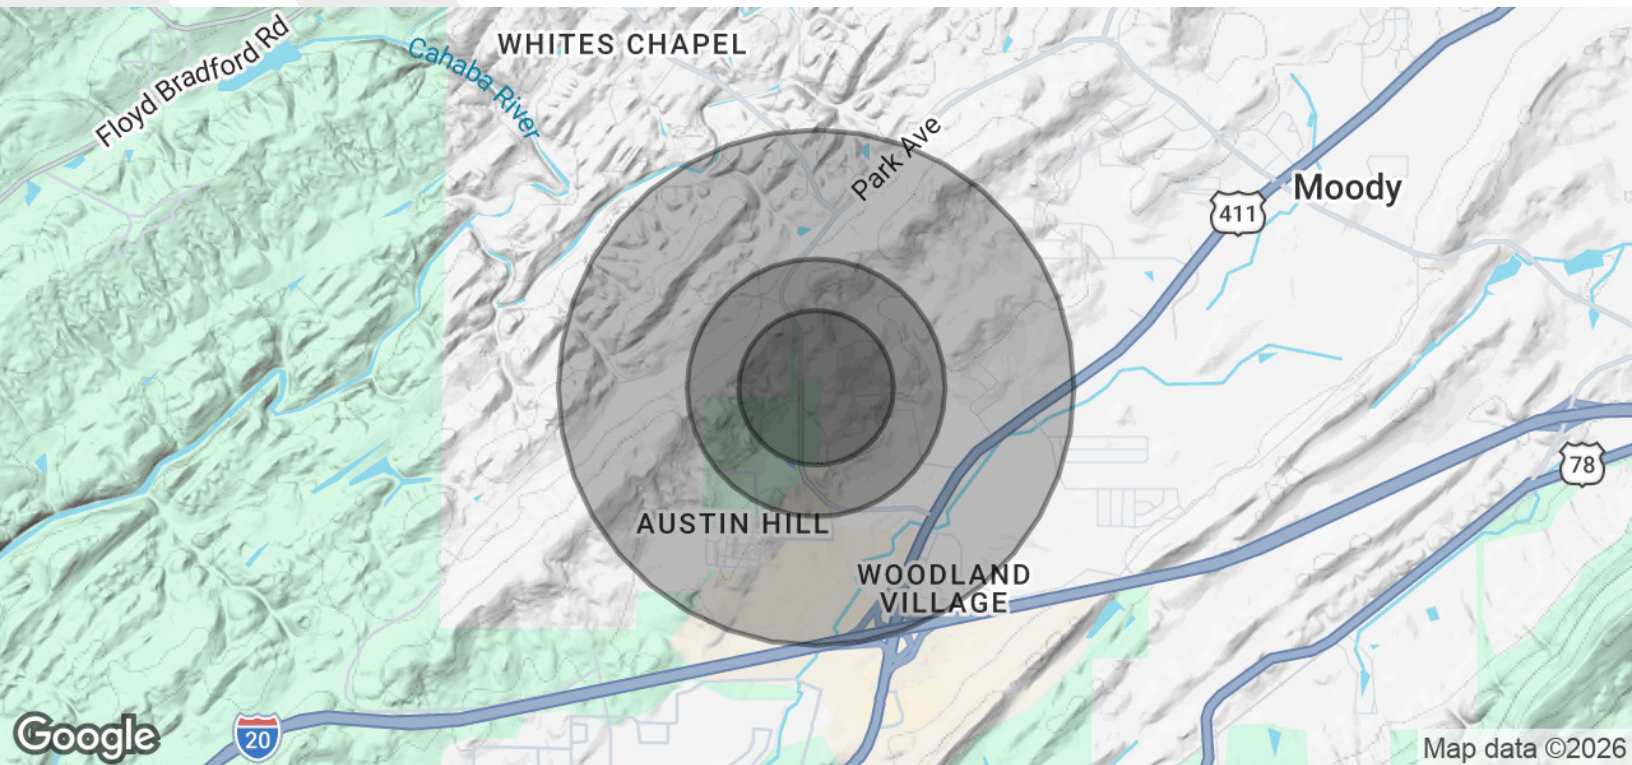 Floyd Bradford Rd
Cahaba River
WHITES CHAPEL
Park Ave
Moody
411
78
AUSTIN HILL
WOODLAND
VILLAGE
20
Google
Map data ©2026